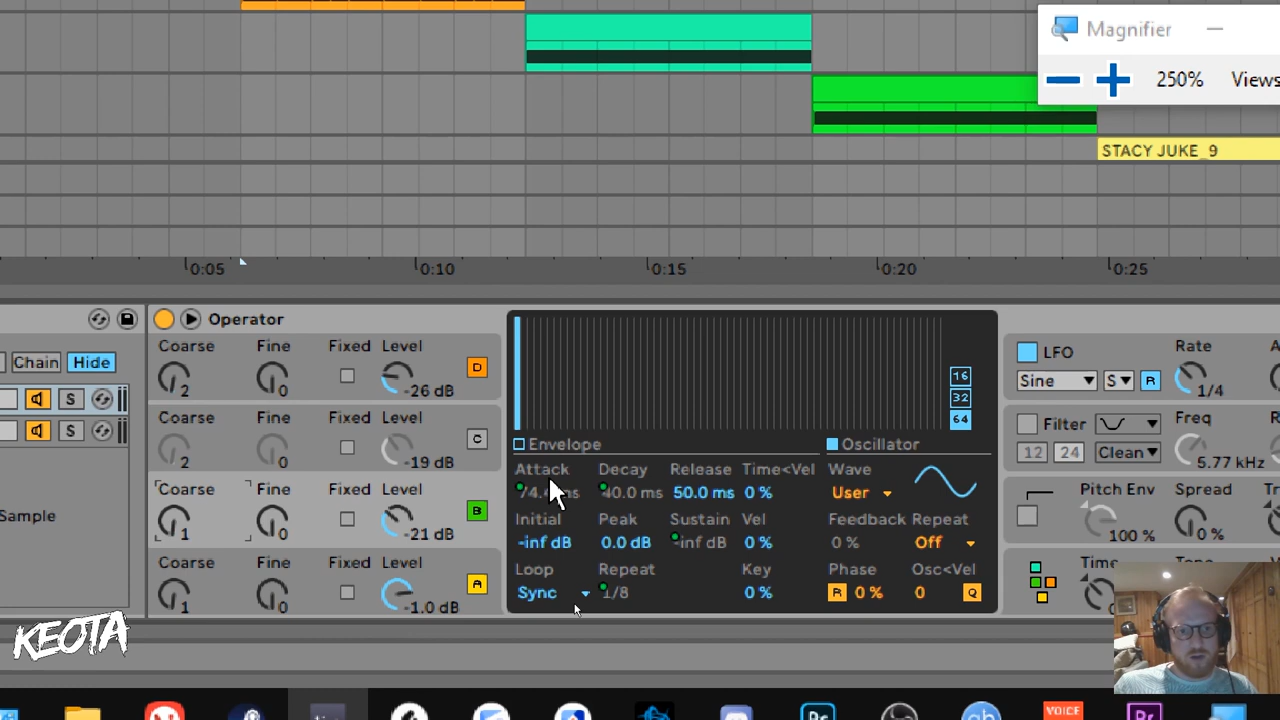 Magnifier
250% Views
STACY JUKE_9
0:05 0:10 0:15 0:20 0:25
Operator
Chain Hide
S
S
Sample
Coarse Fine Fixed Level
2 0 -26 dB D
Coarse Fine Fixed Level
2 0 -19 dB C
Coarse Fine Fixed Level
1 0 -21 dB B
Coarse Fine Fixed Level
1 0 -1.0 dB A
16
32
64
Envelope Oscillator
Attack Decay Release Time<Vel Wave
40.0 ms 50.0 ms 0 % User
Initial Peak Sustain Vel Feedback Repeat
-inf dB 0.0 dB -inf dB 0 % 0 % Off
Loop Repeat Key Phase Osc<Vel
Sync 1/8 0 % R 0 % 0 Q
LFO Rate
Sine S R 1/4
Filter Freq
12 24 Clean 5.77 kHz
Pitch Env Spread
100 % 0 %
Time
KEOTA
VOICE
Pr
Pr